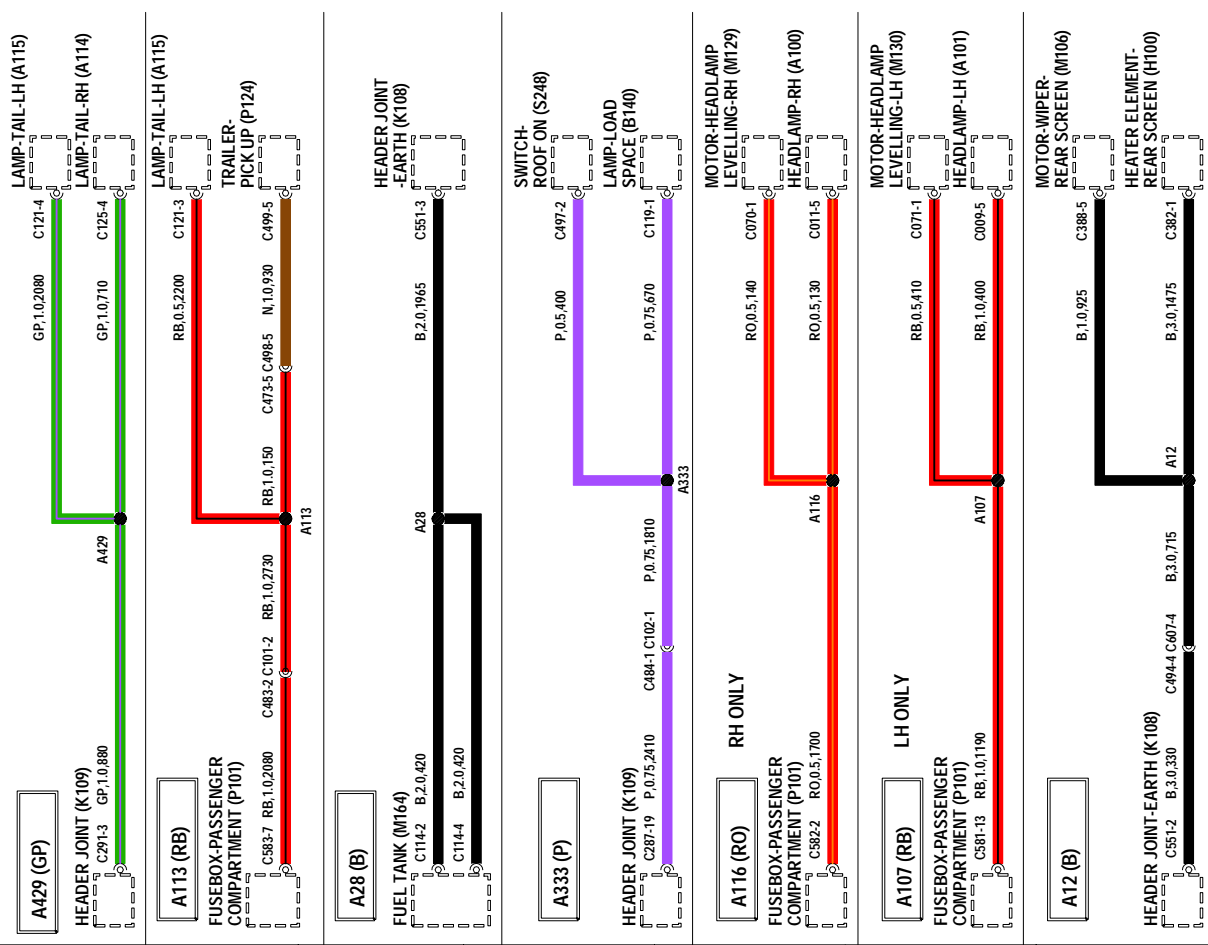 A429 (GP)
HEADER JOINT (K109)
C291-3
GP,1.0,880
A429
GP,1.0,2080
C121-4
LAMP-TAIL-LH (A115)
GP,1.0,710
C125-4
LAMP-TAIL-RH (A114)
A113 (RB)
FUSEBOX-PASSENGER
COMPARTMENT (P101)
C583-7
RB,1.0,2080
C483-2 C101-2
RB,1.0,2730
A113
RB,0.5,2200
C121-3
LAMP-TAIL-LH (A115)
RB,1.0,150
C473-5 C498-5
N,1.0,930
C499-5
TRAILER-
PICK UP (P124)
A28 (B)
FUEL TANK (M164)
C114-2
B,2.0,420
C114-4
B,2.0,420
A28
B,2.0,1965
C551-3
HEADER JOINT
-EARTH (K108)
A333 (P)
HEADER JOINT (K109)
C287-19
P,0.75,2410
C484-1 C102-1
P,0.75,1810
A333
P,0.5,400
C497-2
SWITCH-
ROOF ON (S248)
P,0.75,670
C119-1
LAMP-LOAD
SPACE (B140)
A116 (RO)
RH ONLY
FUSEBOX-PASSENGER
COMPARTMENT (P101)
C582-2
RO,0.5,1700
A116
RO,0.5,140
C070-1
MOTOR-HEADLAMP
LEVELLING-RH (M129)
RO,0.5,130
C011-5
HEADLAMP-RH (A100)
A107 (RB)
LH ONLY
FUSEBOX-PASSENGER
COMPARTMENT (P101)
C581-13
RB,1.0,1190
A107
RB,0.5,410
C071-1
MOTOR-HEADLAMP
LEVELLING-LH (M130)
RB,1.0,400
C009-5
HEADLAMP-LH (A101)
A12 (B)
HEADER JOINT-EARTH (K108)
C551-2
B,3.0,330
C494-4 C607-4
B,3.0,715
A12
B,1.0,925
C388-5
MOTOR-WIPER-
REAR SCREEN (M106)
B,3.0,1475
C382-1
HEATER ELEMENT-
REAR SCREEN (H100)